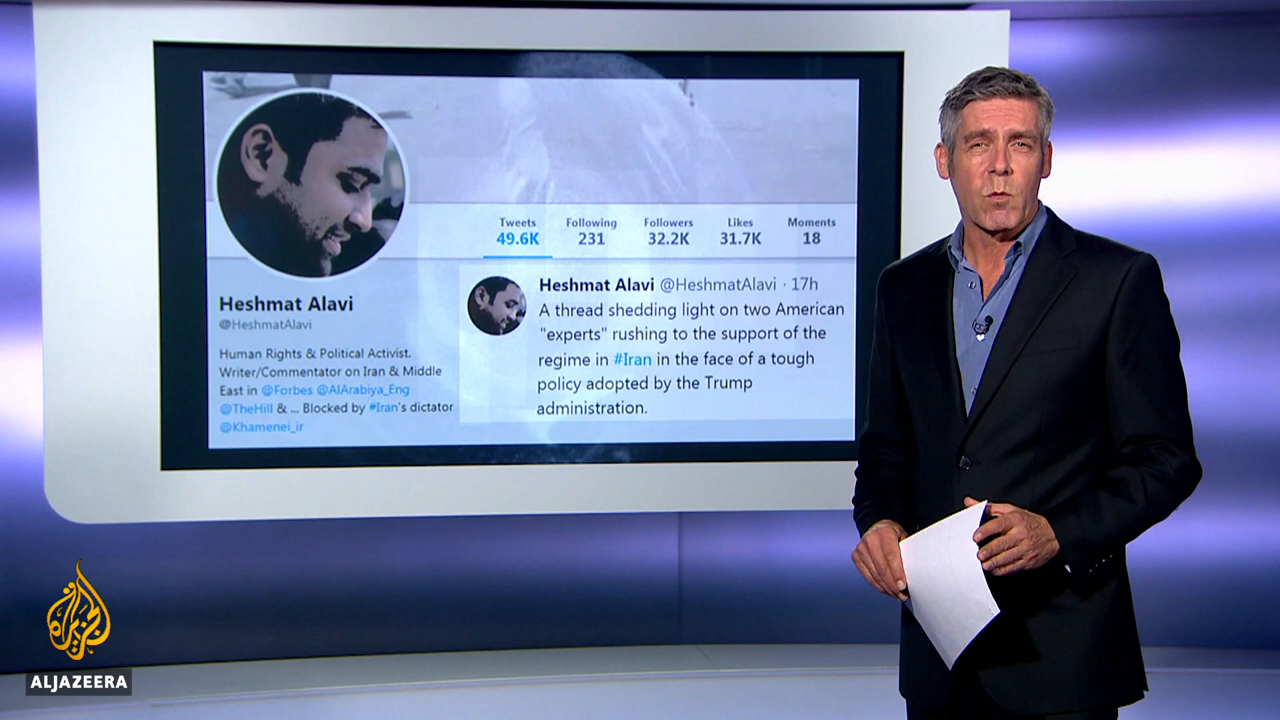 Tweets
49.6K
Following
231
Followers
32.2K
Likes
31.7K
Moments
18
Heshmat Alavi
@HeshmatAlavi
Human Rights & Political Activist.
Writer/Commentator on Iran & Middle
East in @Forbes @AlArabiya_Eng
@TheHill & ... Blocked by #Iran's dictator
@Khamenei_ir
Heshmat Alavi @HeshmatAlavi · 17h
A thread shedding light on two American
"experts" rushing to the support of the
regime in #Iran in the face of a tough
policy adopted by the Trump
administration.
الجزيرة
ALJAZEERA